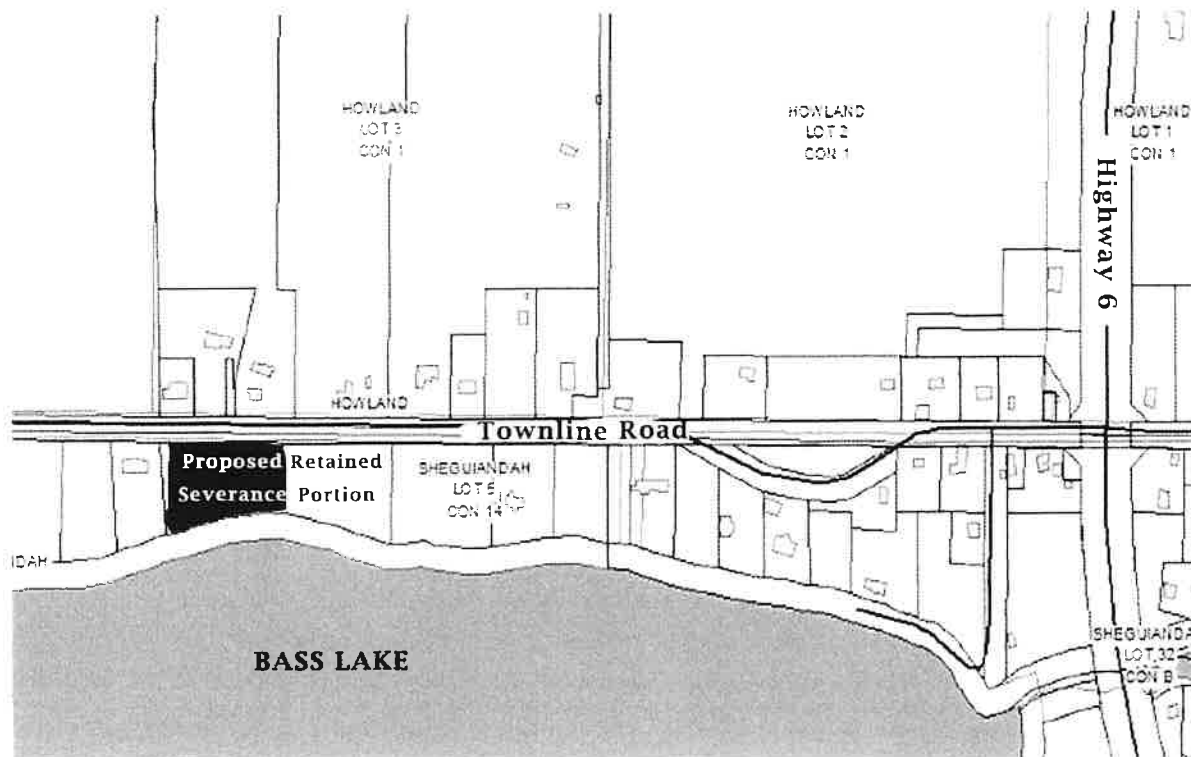 HOWLAND
LOT 3
CON 1
HOWLAND
LOT 2
CON 1
HOWLAND
LOT 1
CON 1
Highway 6
HOWLAND
Townline Road
Proposed
Severance
Retained
Portion
SHEGUIANDAH
LOT 6
CON 14
IDAH
BASS LAKE
SHEGUIANDA
LOT 32
CON B